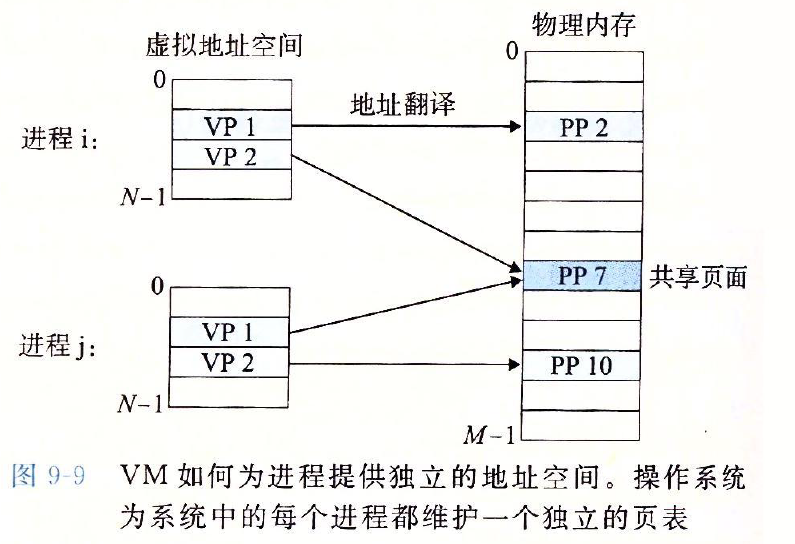 虚拟地址空间
物理内存
0
0
地址翻译
进程 i:
VP 1
PP 2
VP 2
N-1
PP 7
共享页面
0
进程 j:
VP 1
VP 2
PP 10
N-1
M-1
图 9-9 VM 如何为进程提供独立的地址空间。操作系统
为系统中的每个进程都维护一个独立的页表